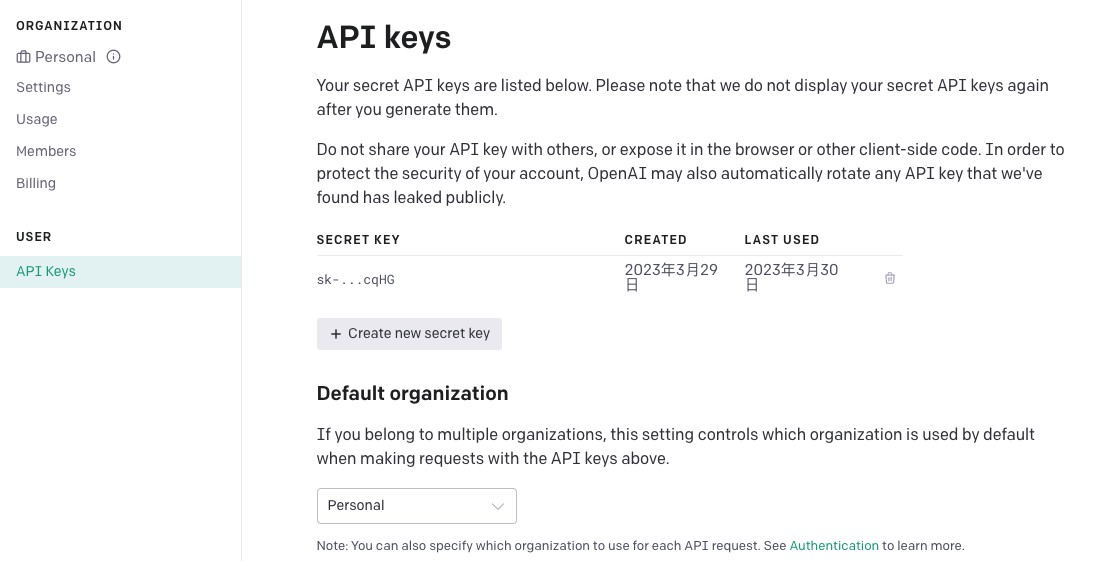 ORGANIZATION
Personal
Settings
Usage
Members
Billing
USER
API Keys
API keys
Your secret API keys are listed below. Please note that we do not display your secret API keys again
after you generate them.
Do not share your API key with others, or expose it in the browser or other client-side code. In order to
protect the security of your account, OpenAI may also automatically rotate any API key that we've
found has leaked publicly.
SECRET KEY CREATED LAST USED
sk-...cqHG 2023年3月29日 2023年3月30日
+ Create new secret key
Default organization
If you belong to multiple organizations, this setting controls which organization is used by default
when making requests with the API keys above.
Personal
Note: You can also specify which organization to use for each API request. See Authentication to learn more.